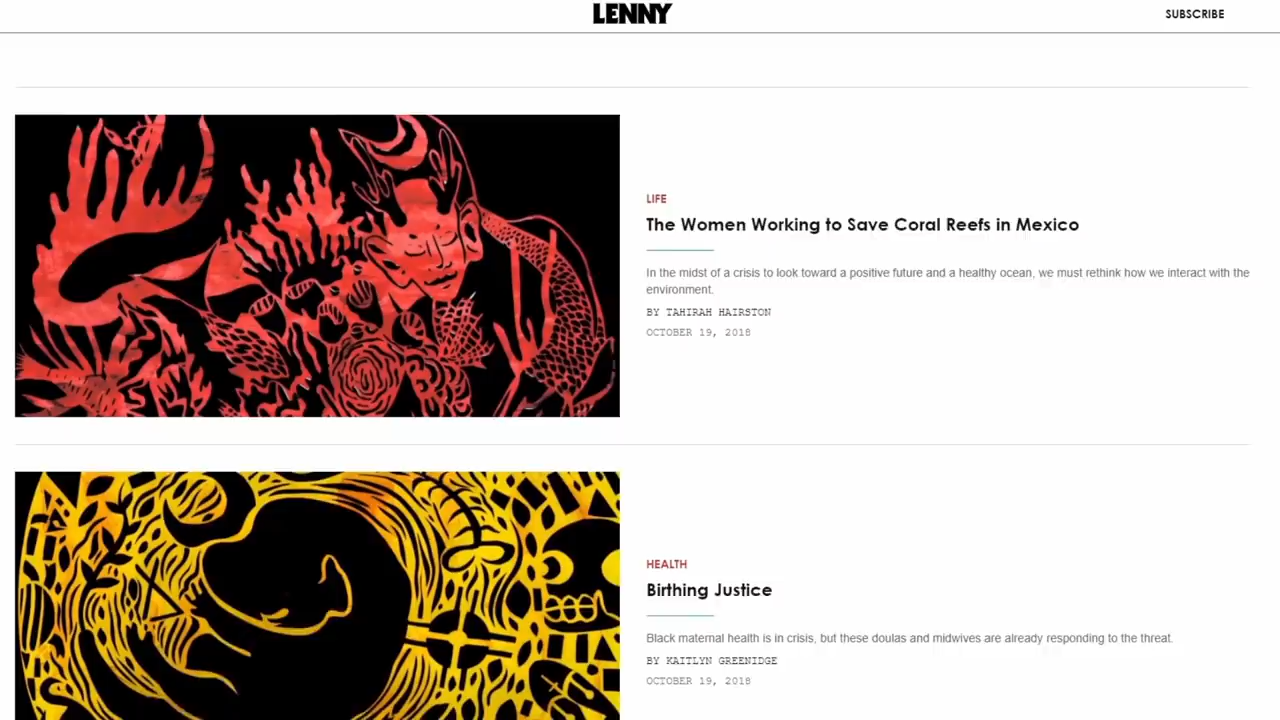 LENNY
SUBSCRIBE
LIFE
The Women Working to Save Coral Reefs in Mexico
In the midst of a crisis to look toward a positive future and a healthy ocean, we must rethink how we interact with the
environment.
BY TAHIRAH HAIRSTON
OCTOBER 19, 2018
HEALTH
Birthing Justice
Black maternal health is in crisis, but these doulas and midwives are already responding to the threat.
BY KAITLYN GREENIDGE
OCTOBER 19, 2018